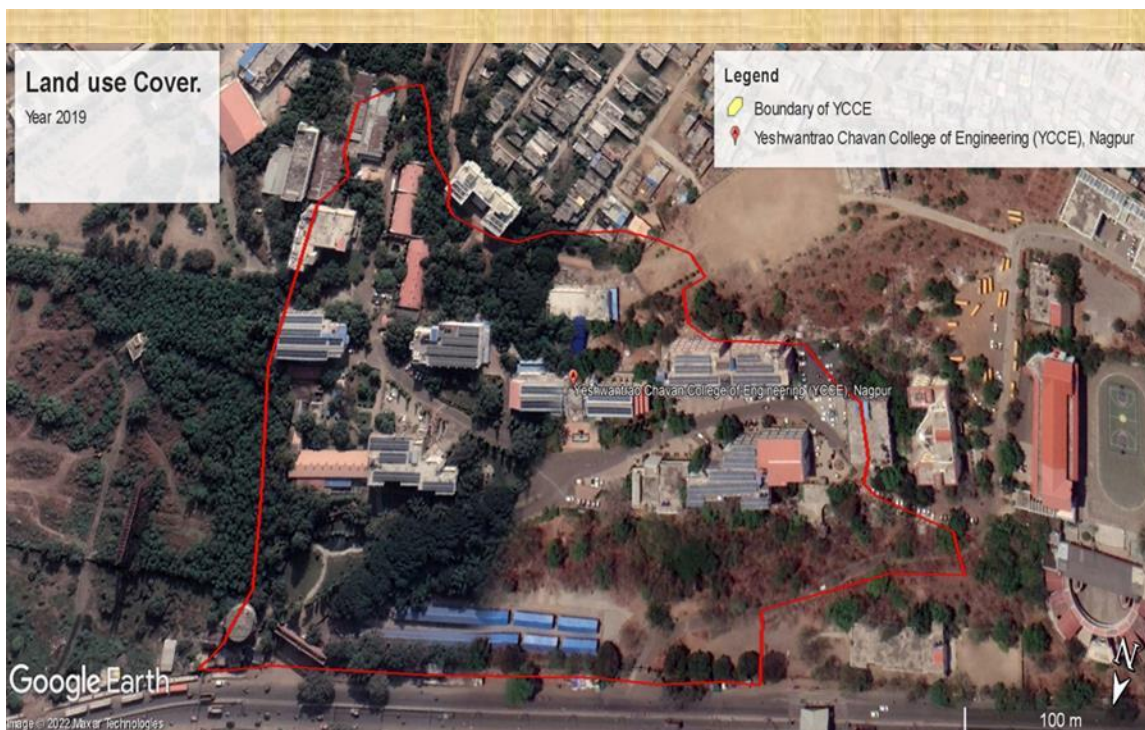 Land use Cover.
Year 2019
Legend
Boundary of YCCE
Yeshwantrao Chavan College of Engineering (YCCE), Nagpur
Yeshwantrao Chavan College of Engineering (YCCE), Nagpur
N
Google Earth
Image © 2022 Maxar Technologies
100 m